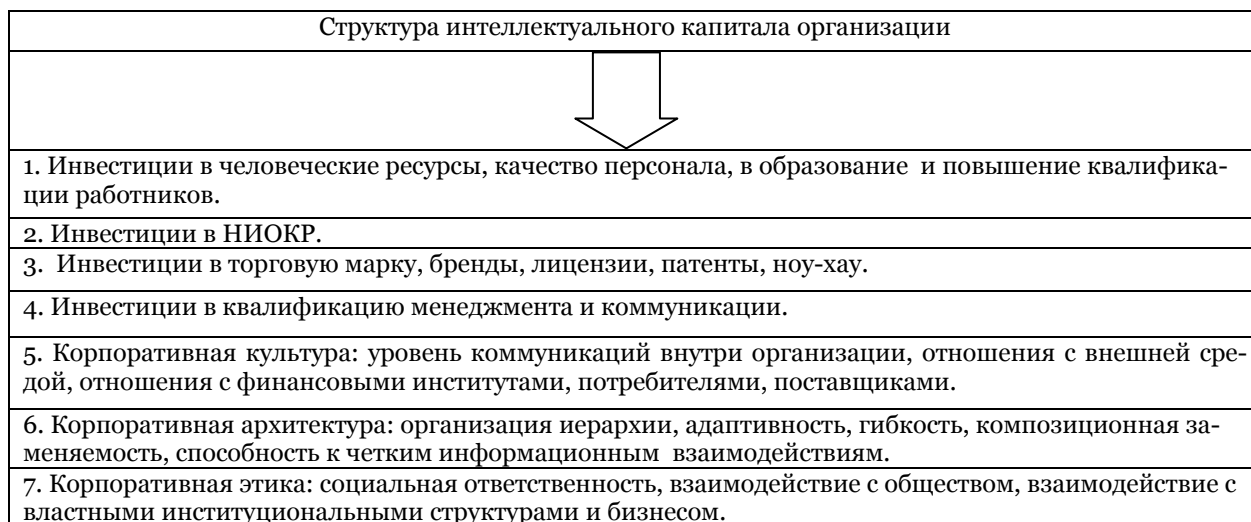 Структура интеллектуального капитала организации
1. Инвестиции в человеческие ресурсы, качество персонала, в образование и повышение квалифика-
ции работников.
2. Инвестиции в НИОКР.
3. Инвестиции в торговую марку, бренды, лицензии, патенты, ноу-хау.
4. Инвестиции в квалификацию менеджмента и коммуникации.
5. Корпоративная культура: уровень коммуникаций внутри организации, отношения с внешней сре-
дой, отношения с финансовыми институтами, потребителями, поставщиками.
6. Корпоративная архитектура: организация иерархии, адаптивность, гибкость, композиционная за-
меняемость, способность к четким информационным взаимодействиям.
7. Корпоративная этика: социальная ответственность, взаимодействие с обществом, взаимодействие с
властными институциональными структурами и бизнесом.